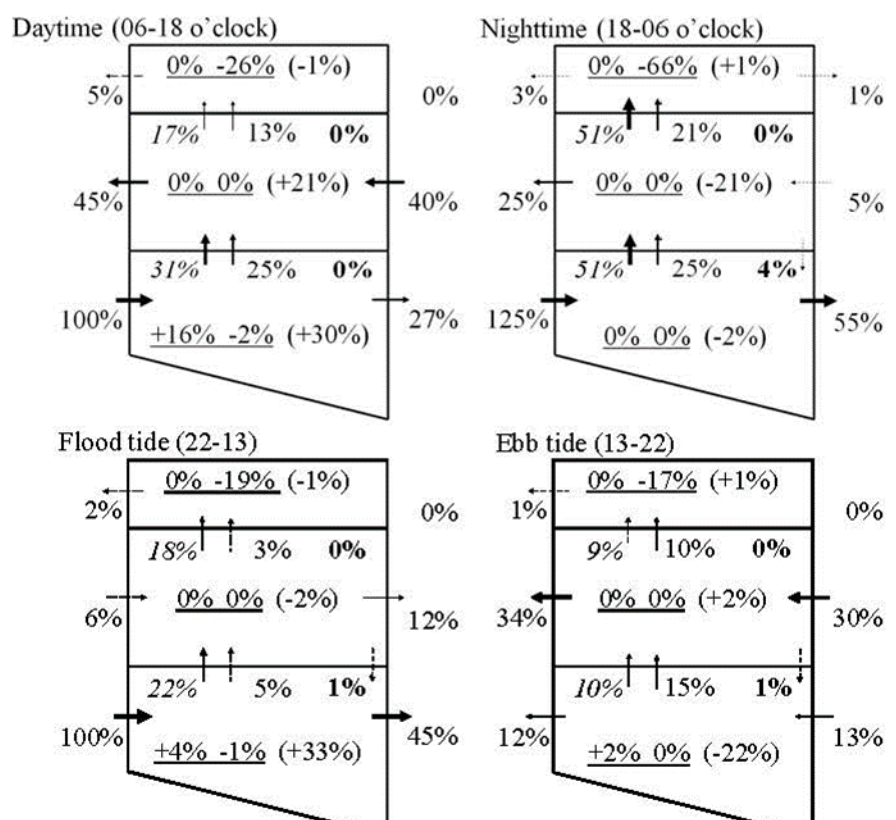 Daytime (06-18 o’clock) Nighttime (18-06 o’clock)
0% -26% (-1%) 0% -66% (+1%)
5% 0% 3% 1%
17% 13% 0% 51% 21% 0%
0% 0% (+21%) 0% 0% (-21%)
45% 40% 25% 5%
31% 25% 0% 51% 25% 4%
100% 27% 125% 55%
+16% -2% (+30%) 0% 0% (-2%)
Flood tide (22-13) Ebb tide (13-22)
0% -19% (-1%) 0% -17% (+1%)
2% 0% 1% 0%
18% 3% 0% 9% 10% 0%
0% 0% (-2%) 0% 0% (+2%)
6% 12% 34% 30%
22% 5% 1% 10% 15% 1%
100% 45% 12% 13%
+4% -1% (+33%) +2% 0% (-22%)